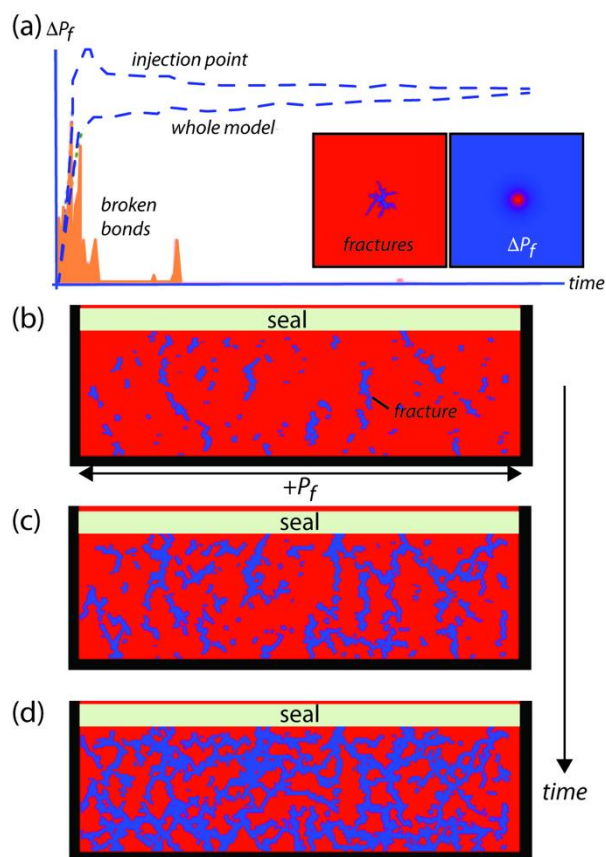 (a)
ΔPf
injection point
whole model
broken
bonds
fractures
ΔPf
time
(b)
seal
fracture
+Pf
(c)
seal
(d)
seal
time